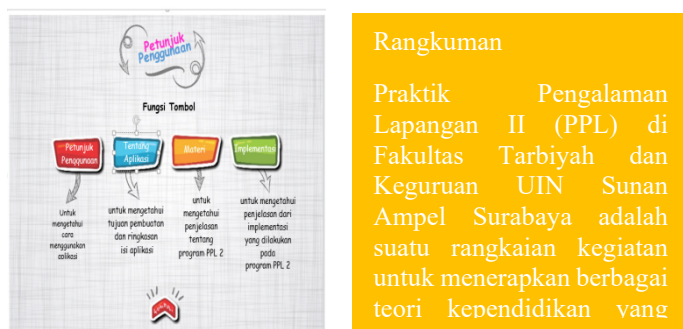 Petunjuk
Penggunaan
Fungsi Tombol
Petunjuk
Penggunaan
Tentang
Aplikasi
Materi
Implementasi
Untuk
mengetahui
cara
menggunakan
aplikasi
untuk mengetahui
tujuan pembuatan
dan ringkasan
isi aplikasi
untuk
mengetahui
penjelasan
tentang
program PPL 2
untuk mengetahui
penjelasan dari
implementasi
yang dilakukan
pada
program PPL 2
Rangkuman
Praktik Pengalaman
Lapangan II (PPL) di
Fakultas Tarbiyah dan
Keguruan UIN Sunan
Ampel Surabaya adalah
suatu rangkaian kegiatan
untuk menerapkan berbagai
teori kependidikan yang